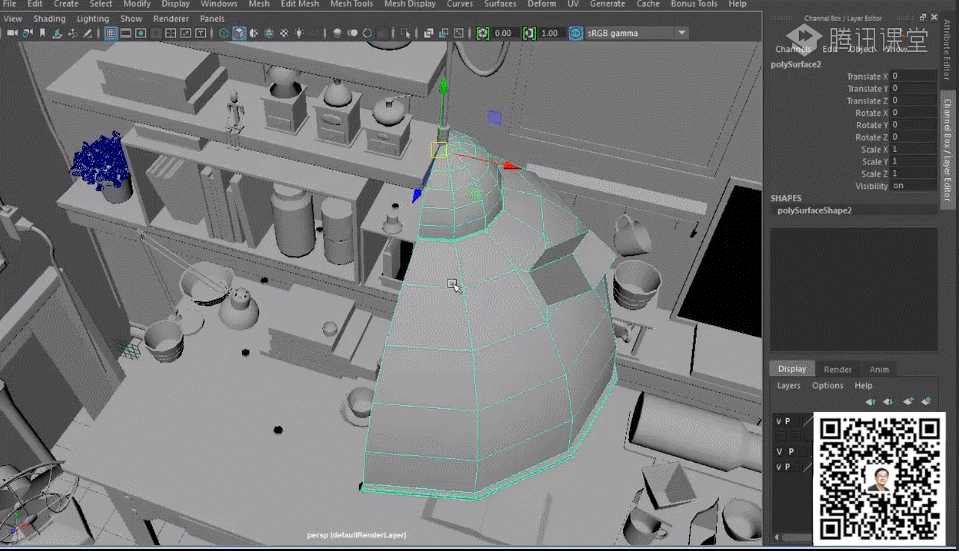 File Edit Create Select Modify Display Windows Mesh Edit Mesh Mesh Tools Mesh Display Curves Surfaces Deform UV Generate Cache Bonus Tools Help
View Shading Lighting Show Renderer Panels
0.00 1.00 sRGB gamma
Channel Box / Layer Editor
腾讯课堂
Channels Edit Object Show
polySurface2
Translate X 0
Translate Y 0
Translate Z 0
Rotate X 0
Rotate Y 0
Rotate Z 0
Scale X 1
Scale Y 1
Scale Z 1
Visibility on
SHAPES
polySurfaceShape2
Attribute Editor
Channel Box / Layer Editor
Display Render Anim
Layers Options Help
V P
V P
V P
persp (defaultRenderLayer)